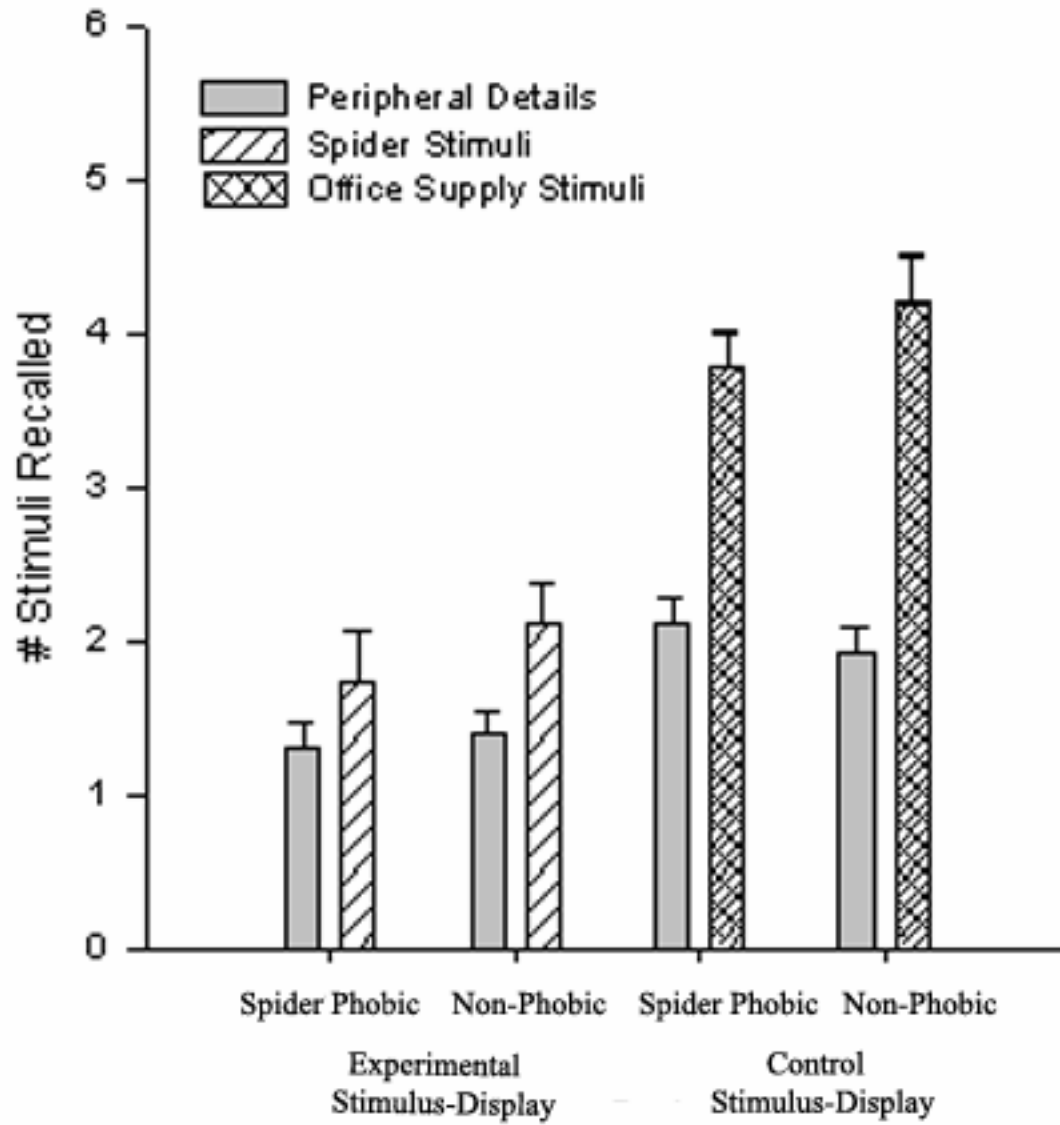 6
Peripheral Details
Spider Stimuli
Office Supply Stimuli
5
4
3
2
1
0
# Stimuli Recalled
Spider Phobic Non-Phobic Spider Phobic Non-Phobic
Experimental Control
Stimulus-Display Stimulus-Display